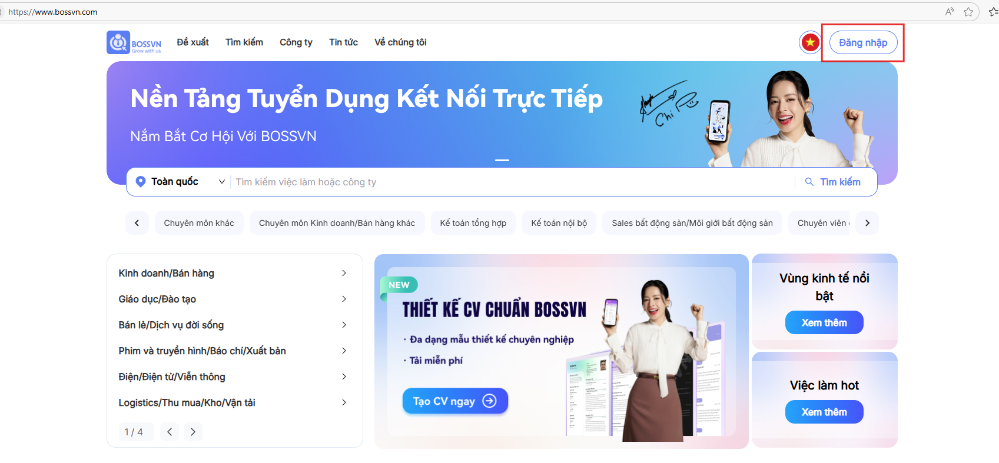 https://www.bossvn.com
BOSSVN
Grow with us
Đề xuất
Tìm kiếm
Công ty
Tin tức
Về chúng tôi
Đăng nhập
Nền Tảng Tuyển Dụng Kết Nối Trực Tiếp
Chi Pu
Nắm Bắt Cơ Hội Với BOSSVN
Toàn quốc
Tìm kiếm việc làm hoặc công ty
Tìm kiếm
Chuyên môn khác
Chuyên môn Kinh doanh/Bán hàng khác
Kế toán tổng hợp
Kế toán nội bộ
Sales bất động sản/Môi giới bất động sản
Chuyên viên
Kinh doanh/Bán hàng
Giáo dục/Đào tạo
Bán lẻ/Dịch vụ đời sống
Phim và truyền hình/Báo chí/Xuất bản
Điện/Điện tử/Viễn thông
Logistics/Thu mua/Kho/Vận tải
1 / 4
NEW
THIẾT KẾ CV CHUẨN BOSSVN
· Đa dạng mẫu thiết kế chuyên nghiệp
· Tải miễn phí
Tạo CV ngay
Vùng kinh tế nổi
bật
Xem thêm
Việc làm hot
Xem thêm